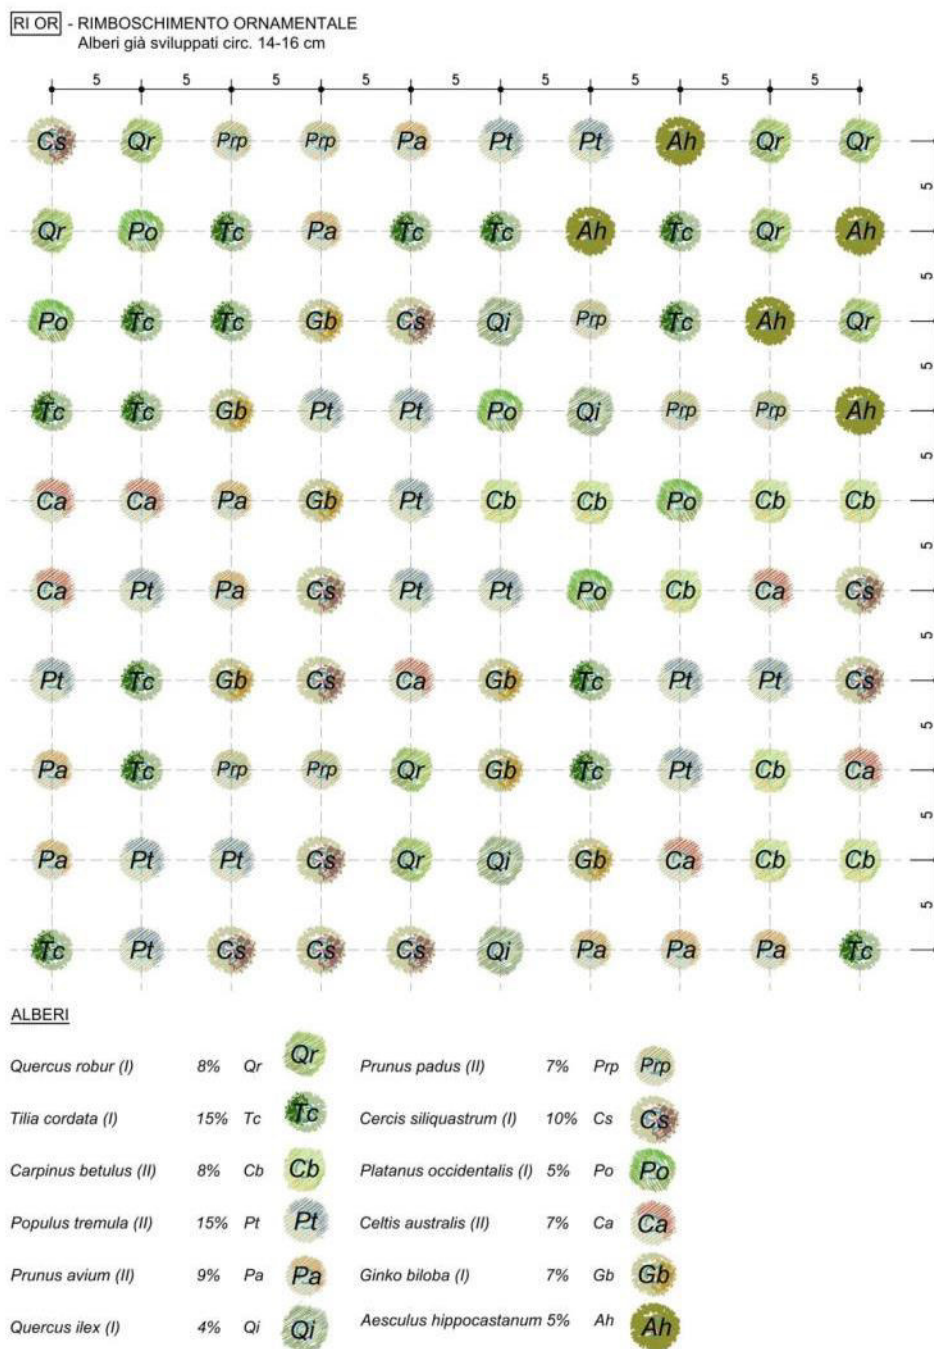 RI OR - RIMBOSCHIMENTO ORNAMENTALE
Alberi già sviluppati circ. 14-16 cm
5 5 5 5 5 5 5 5 5
Cs Qr Prp Prp Pa Pt Pt Ah Qr Qr
5
Qr Po Tc Pa Tc Tc Ah Tc Qr Ah
5
Po Tc Tc Gb Cs Qi Prp Tc Ah Qr
5
Tc Tc Gb Pt Pt Po Qi Prp Prp Ah
5
Ca Ca Pa Gb Pt Cb Cb Po Cb Cb
5
Ca Pt Pa Cs Pt Pt Po Cb Ca Cs
5
Pt Tc Gb Cs Ca Gb Tc Pt Pt Cs
5
Pa Tc Prp Prp Qr Gb Tc Pt Cb Ca
5
Pa Pt Pt Cs Qr Qi Gb Ca Cb Cb
5
Tc Pt Cs Cs Cs Qi Pa Pa Pa Tc
ALBERI
Quercus robur (I) 8% Qr Qr Prunus padus (II) 7% Prp Prp
Tilia cordata (I) 15% Tc Tc Cercis siliquastrum (I) 10% Cs Cs
Carpinus betulus (II) 8% Cb Cb Platanus occidentalis (I) 5% Po Po
Populus tremula (II) 15% Pt Pt Celtis australis (II) 7% Ca Ca
Prunus avium (II) 9% Pa Pa Ginko biloba (I) 7% Gb Gb
Quercus ilex (I) 4% Qi Qi Aesculus hippocastanum 5% Ah Ah